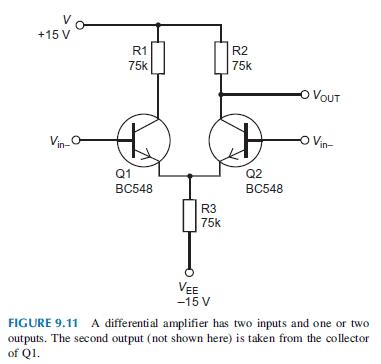 V
+15 V
R1
75k
R2
75k
VOUT
Vin–
Vin–
Q1
BC548
Q2
BC548
R3
75k
VEE
–15 V
FIGURE 9.11 A differential amplifier has two inputs and one or two
outputs. The second output (not shown here) is taken from the collector
of Q1.